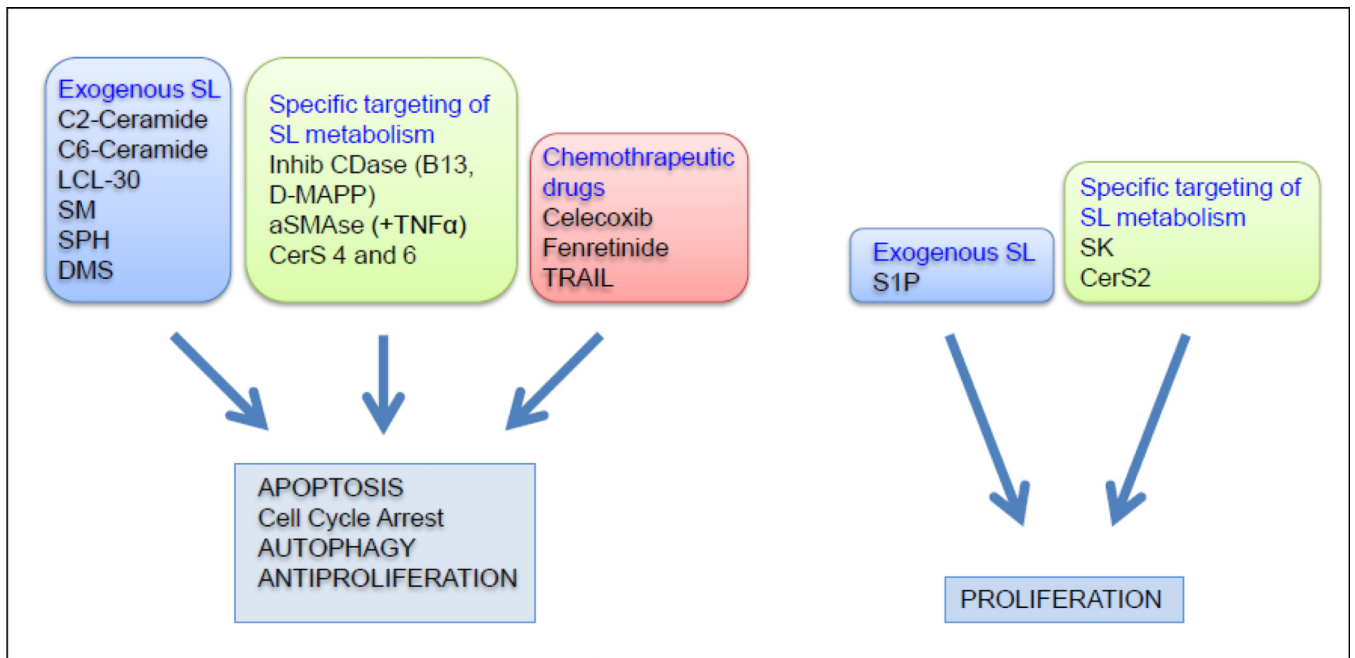 Exogenous SL
C2-Ceramide
C6-Ceramide
LCL-30
SM
SPH
DMS
Specific targeting of
SL metabolism
Inhib CDase (B13,
D-MAPP)
aSMAse (+TNFα)
CerS 4 and 6
Chemothrapeutic
drugs
Celecoxib
Fenretinide
TRAIL
Exogenous SL
S1P
Specific targeting of
SL metabolism
SK
CerS2
APOPTOSIS
Cell Cycle Arrest
AUTOPHAGY
ANTIPROLIFERATION
PROLIFERATION